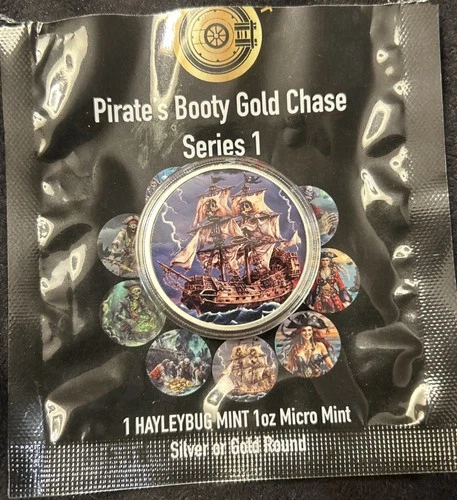 Pirate's Booty Gold Chase
Series 1
1 HAYLEYBUG MINT 1oz Micro Mint
Silver or Gold Round